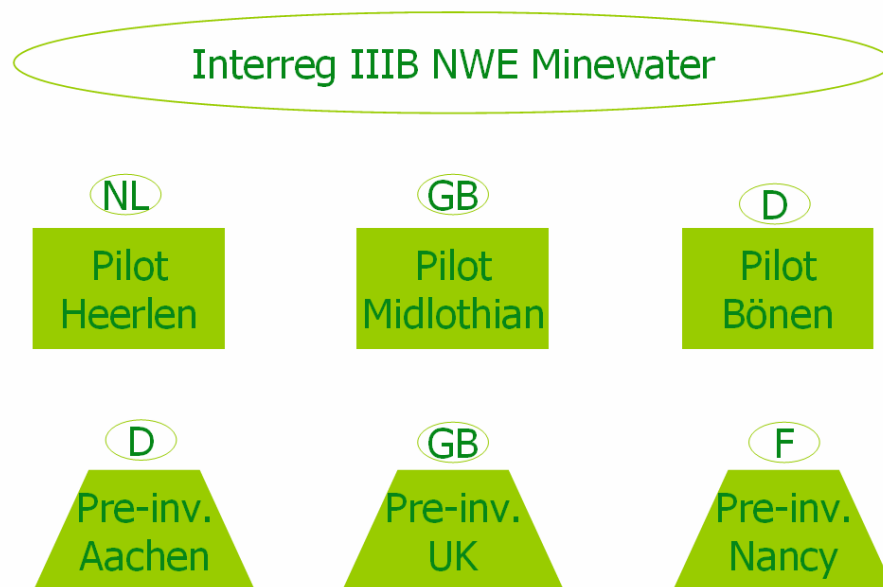 Interreg IIIB NWE Minewater
NL
GB
D
Pilot
Heerlen
Pilot
Midlothian
Pilot
Bönen
D
GB
F
Pre-inv.
Aachen
Pre-inv.
UK
Pre-inv.
Nancy